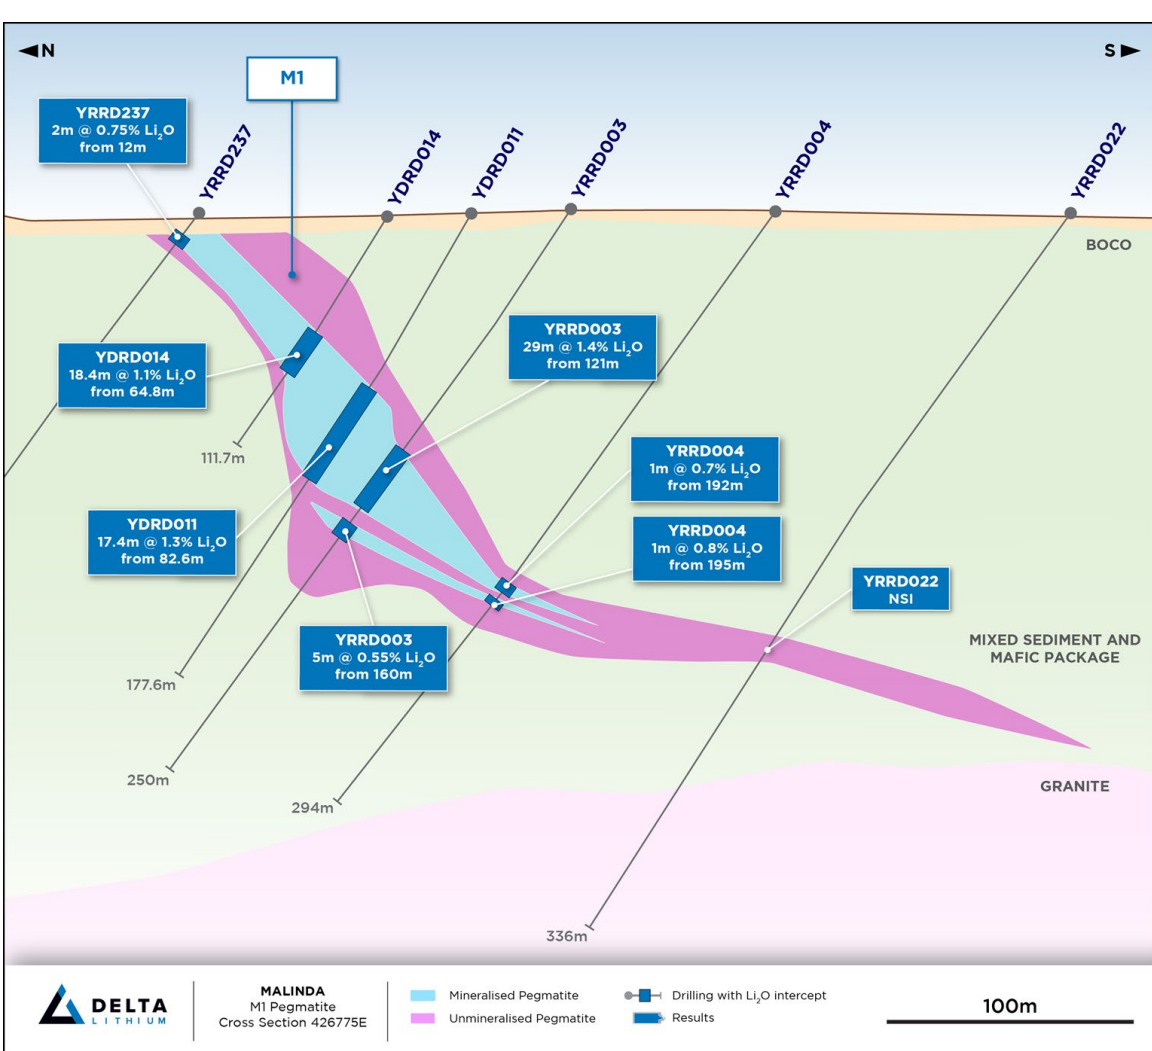 N
S
M1
YRRD237
2m @ 0.75% Li₂O
from 12m
YRRD237
YDRD014
YDRD011
YRRD003
YRRD004
YRRD022
BOCO
YRRD003
29m @ 1.4% Li₂O
from 121m
YDRD014
18.4m @ 1.1% Li₂O
from 64.8m
111.7m
YRRD004
1m @ 0.7% Li₂O
from 192m
YDRD011
17.4m @ 1.3% Li₂O
from 82.6m
YRRD004
1m @ 0.8% Li₂O
from 195m
YRRD022
NSI
YRRD003
5m @ 0.55% Li₂O
from 160m
MIXED SEDIMENT AND
MAFIC PACKAGE
177.6m
250m
294m
GRANITE
336m
DELTA
LITHIUM
MALINDA
M1 Pegmatite
Cross Section 426775E
Mineralised Pegmatite
Unmineralised Pegmatite
Drilling with Li₂O intercept
Results
100m